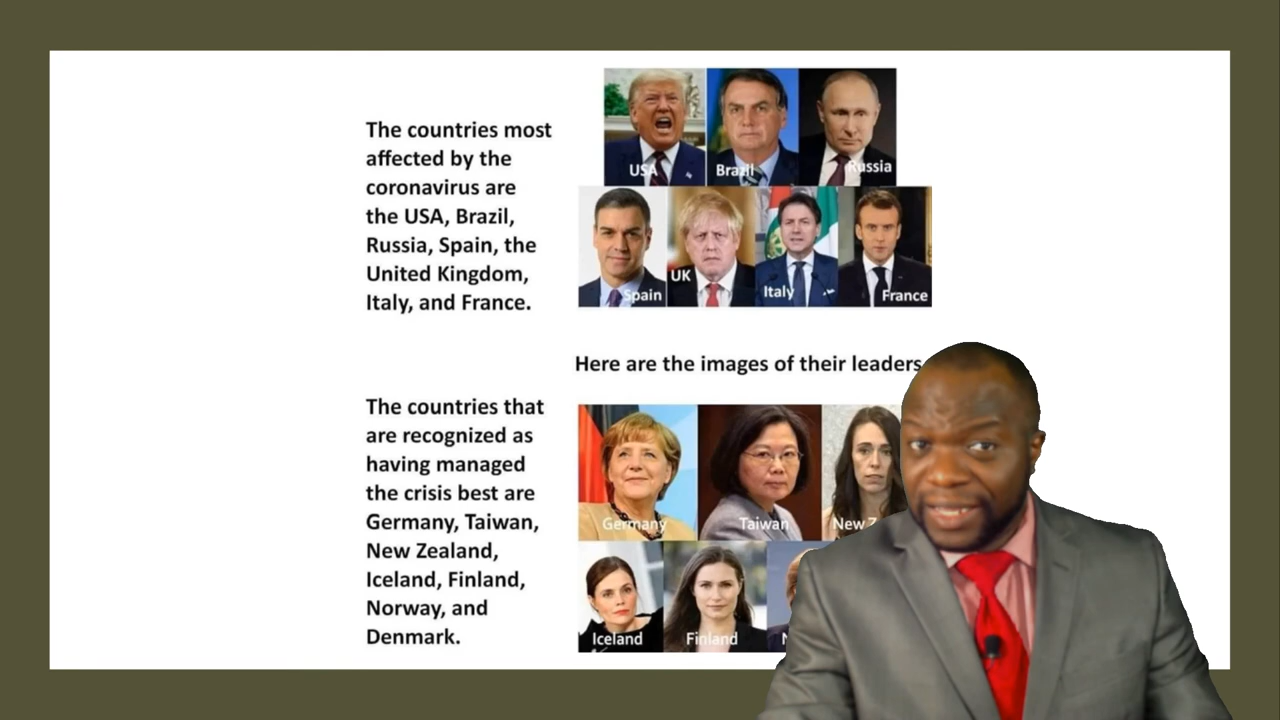 The countries most
affected by the
coronavirus are
the USA, Brazil,
Russia, Spain, the
United Kingdom,
Italy, and France.
USA
Brazil
Russia
Spain
UK
Italy
France
Here are the images of their leaders
The countries that
are recognized as
having managed
the crisis best are
Germany, Taiwan,
New Zealand,
Iceland, Finland,
Norway, and
Denmark.
Germany
Taiwan
New
Iceland
Finland